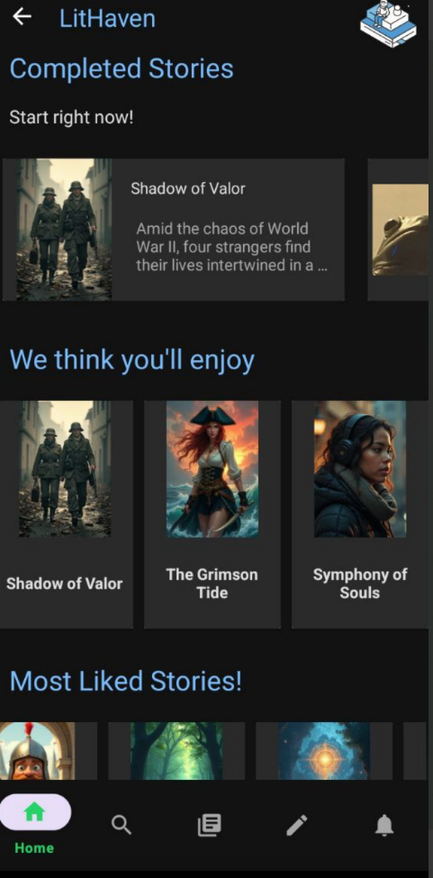 LitHaven
Completed Stories
Start right now!
Shadow of Valor
Amid the chaos of World
War II, four strangers find
their lives intertwined in a ...
We think you'll enjoy
Shadow of Valor
The Grimson
Tide
Symphony of
Souls
Most Liked Stories!
Home